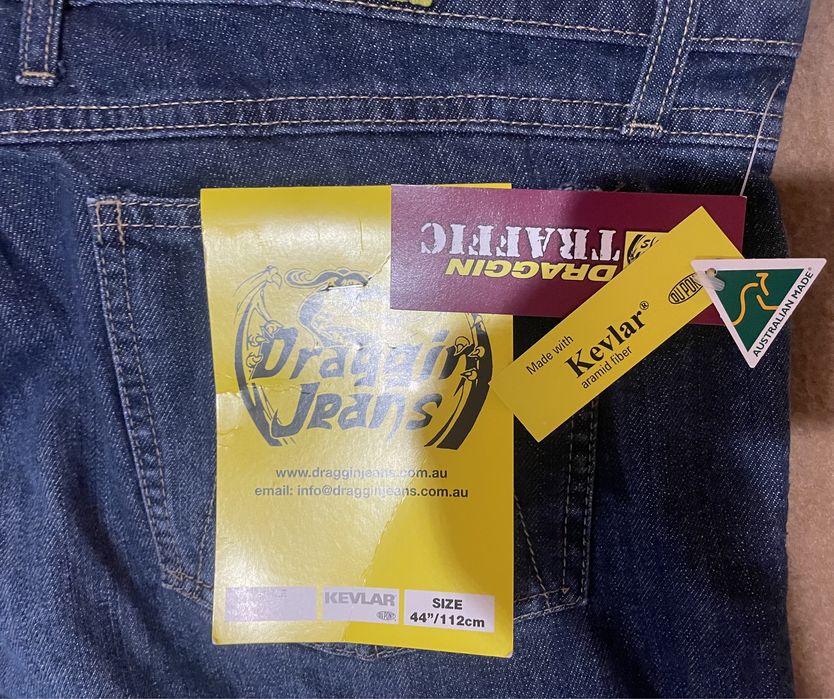 Draggin
Jeans
www.dragginjeans.com.au
email: info@dragginjeans.com.au
KEVLAR
DUPONT
SIZE
44"/112cm
DRAGGIN
TRAFFIC
DUPONT
Made with
Kevlar®
aramid fiber
AUSTRALIAN MADE